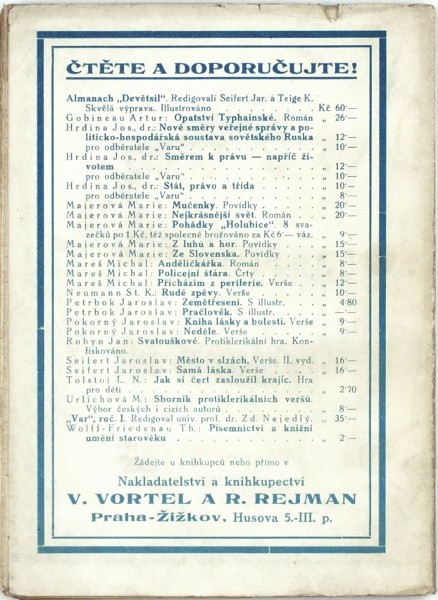 ČTĚTE A DOPORUČUJTE!
Almanach „Devětsil“. Redigovali Seifert Jar. a Teige K.
Skvělá výprava. Illustrováno . . . . . . . . Kč 60·—
Gobineau Artur: Opatství Typhainské. Román „ 26·—
Hrdina Jos., dr.: Nové směry veřejné správy a po-
liticko-hospodářská soustava sovětského Ruska „ 12·—
pro odběratele „Varu“ . . . . . . . . „ 10·—
Hrdina Jos., dr.: Směrem k právu — napříč ži-
votem . . . . . . . . „ 12·—
pro odběratele „Varu“ . . . . . . . . „ 10·—
Hrdina Jos., dr.: Stát, právo a třída . . . . „ 10·—
pro odběratele „Varu“ . . . . . . . . „ 8·—
Majerová Marie: Mučenky. Povídky . . . . „ 20·—
Majerová Marie: Nejkrásnější svět. Román . „ 20·—
Majerová Marie: Pohádky „Holubice“. 8 sva-
zečků po 1 Kč, též společně brožováno za Kč 6·— váz. „ 9·—
Majerová Marie: Z luhů a hor. Povídky . . „ 15·—
Majerová Marie: Ze Slovenska. Povídky . . „ 15·—
Mareš Michal: Andělíčkářka. Román . . . „ 8·—
Mareš Michal: Policejní šťára. Črty . . . „ 8·—
Mareš Michal: Přicházím z periferie. Verše . „ 12·—
Neumann St. K.: Rudé zpěvy. Verše . . . „ 10·—
Petrbok Jaroslav: Zemětřesení. S illustr. . . „ 4·80
Petrbok Jaroslav: Pračlověk. S illustr. . . . „ —·—
Pokorný Jaroslav: Kniha lásky a bolesti. Verše „ 9·—
Pokorný Jaroslav: Neděle. Verše . . . . „ 9·—
Robyn Jan: Svatouškové. Protiklerikální hra. Kon-
fiskováno.
Seifert Jaroslav: Město v slzách. Verše. II. vyd. „ 16·—
Seifert Jaroslav: Samá láska. Verše . . . „ 16·—
Tolstoj L. N.: Jak si čert zasloužil krajíc. Hra
pro děti . . . . . . . . „ 2·70
Urlichová M.: Sborník protiklerikálních veršů.
Výbor českých i cizích autorů . . . . . „ 8·—
„Var“, roč. I. Redigoval univ. prof. dr. Zd. Nejedlý. „ 35·—
Wolff-Friedenau Th.: Písemnictví a knižní
umění starověku . . . . . . . . „ 2·—
Žádejte u knihkupců nebo přímo v
Nakladatelství a knihkupectví
V. VORTEL A R. REJMAN
Praha-Žižkov, Husova 5.-III. p.